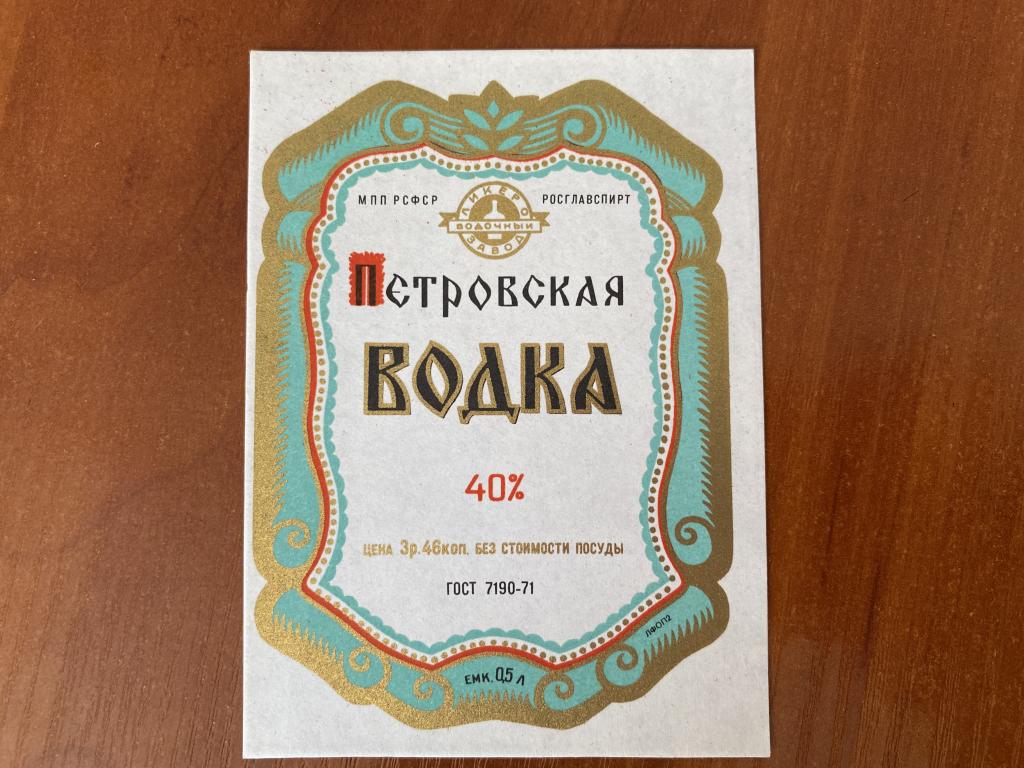 МПП РСФСР
ЛИКЕРО
ВОДОЧНЫЙ
ЗАВОД
РОСГЛАВСПИРТ
ПЕТРОВСКАЯ
ВОДКА
40%
ЦЕНА 3р.46коп. БЕЗ СТОИМОСТИ ПОСУДЫ
ГОСТ 7190-71
ЛФОП2
ЕМК. 0,5 Л